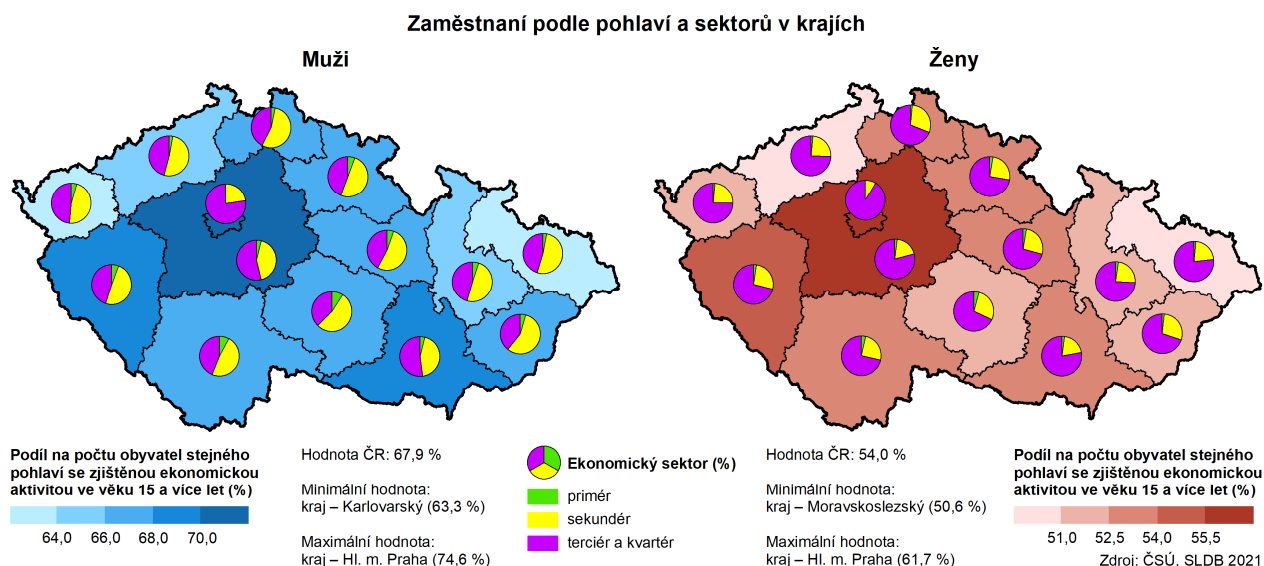 Zaměstnaní podle pohlaví a sektorů v krajích
Muži
Ženy
Podíl na počtu obyvatel stejného
pohlaví se zjištěnou ekonomickou
aktivitou ve věku 15 a více let (%)
64,0 66,0 68,0 70,0
Hodnota ČR: 67,9 %
Minimální hodnota:
kraj – Karlovarský (63,3 %)
Maximální hodnota:
kraj – Hl. m. Praha (74,6 %)
Ekonomický sektor (%)
primér
sekundér
terciér a kvartér
Hodnota ČR: 54,0 %
Minimální hodnota:
kraj – Moravskoslezský (50,6 %)
Maximální hodnota:
kraj – Hl. m. Praha (61,7 %)
Podíl na počtu obyvatel stejného
pohlaví se zjištěnou ekonomickou
aktivitou ve věku 15 a více let (%)
51,0 52,5 54,0 55,5
Zdroj: ČSÚ, SLDB 2021